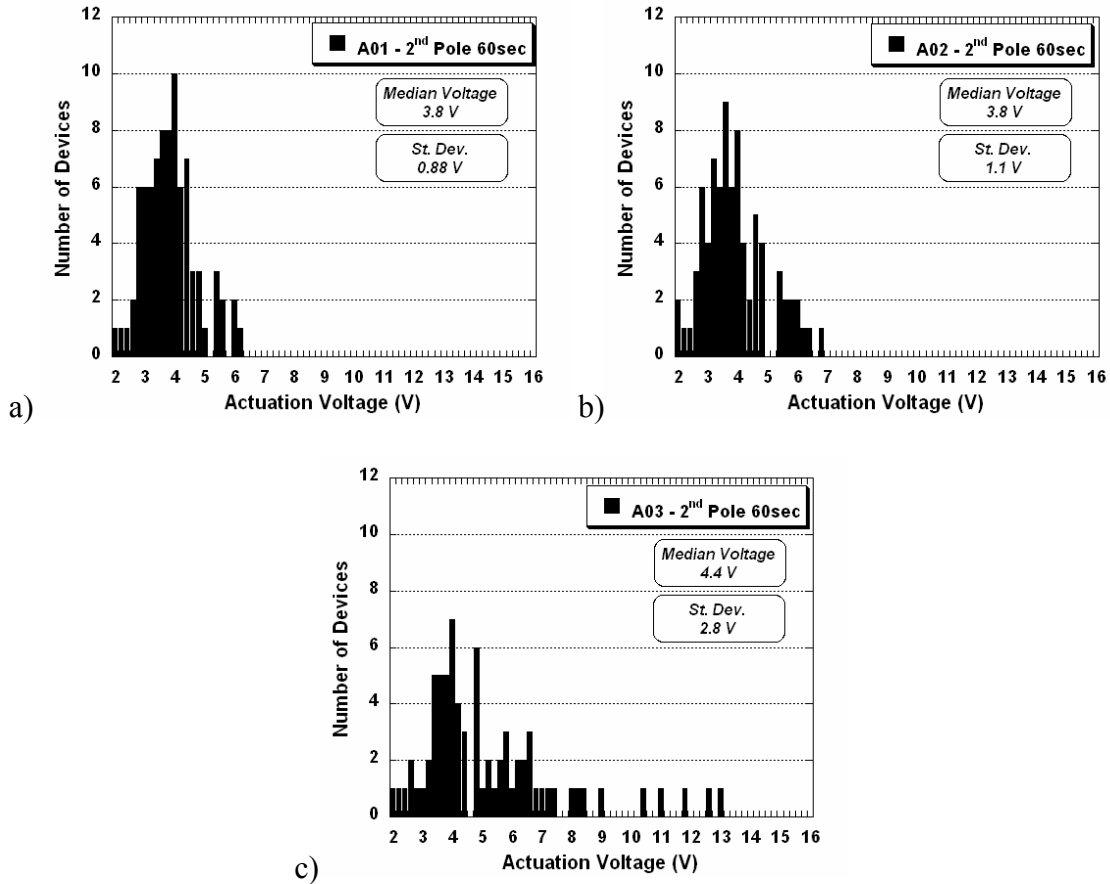 12
10
8
6
4
2
0
Number of Devices
A01 - 2nd Pole 60sec
Median Voltage
3.8 V
St. Dev.
0.88 V
2 3 4 5 6 7 8 9 10 11 12 13 14 15 16
Actuation Voltage (V)
a)
12
10
8
6
4
2
0
Number of Devices
A02 - 2nd Pole 60sec
Median Voltage
3.8 V
St. Dev.
1.1 V
2 3 4 5 6 7 8 9 10 11 12 13 14 15 16
Actuation Voltage (V)
b)
12
10
8
6
4
2
0
Number of Devices
A03 - 2nd Pole 60sec
Median Voltage
4.4 V
St. Dev.
2.8 V
2 3 4 5 6 7 8 9 10 11 12 13 14 15 16
Actuation Voltage (V)
c)